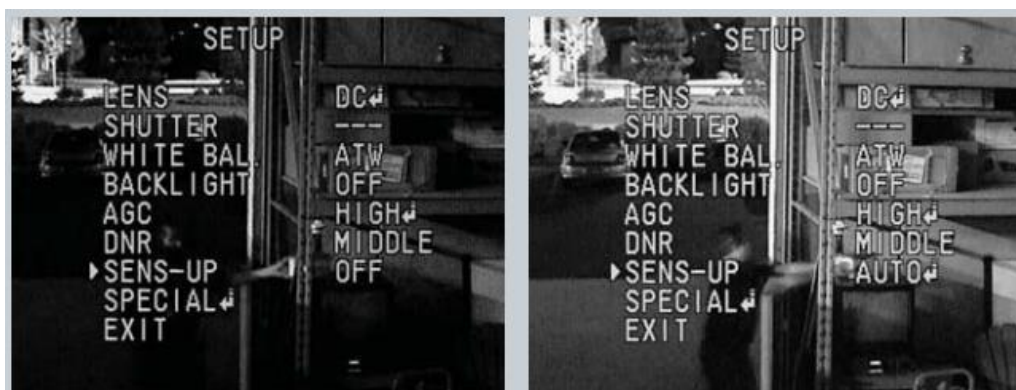 SETUP
LENS DC↲
SHUTTER ---
WHITE BAL. ATW
BACKLIGHT OFF
AGC HIGH↲
DNR MIDDLE
SENS-UP OFF
SPECIAL↲
EXIT
SETUP
LENS DC↲
SHUTTER ---
WHITE BAL. ATW
BACKLIGHT OFF
AGC HIGH↲
DNR MIDDLE
SENS-UP AUTO↲
SPECIAL↲
EXIT